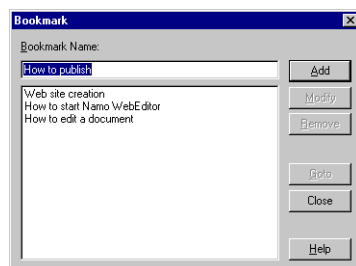 Bookmark
Bookmark Name:
How to publish
Add
Web site creation
How to start Namo WebEditor
How to edit a document
Modify
Remove
Goto
Close
Help